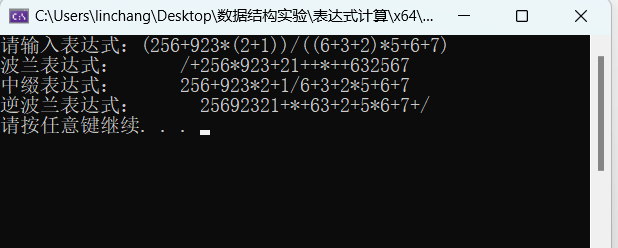 C:\Users\linchang\Desktop\数据结构实验\表达式计算\x64\...
请输入表达式：(256+923*(2+1))/((6+3+2)*5+6+7)
波兰表达式：      /+256*923+21++*++632567
中缀表达式：      256+923*2+1/6+3+2*5+6+7
逆波兰表达式：      25692321+*+63+2+5*6+7+/
请按任意键继续. . .